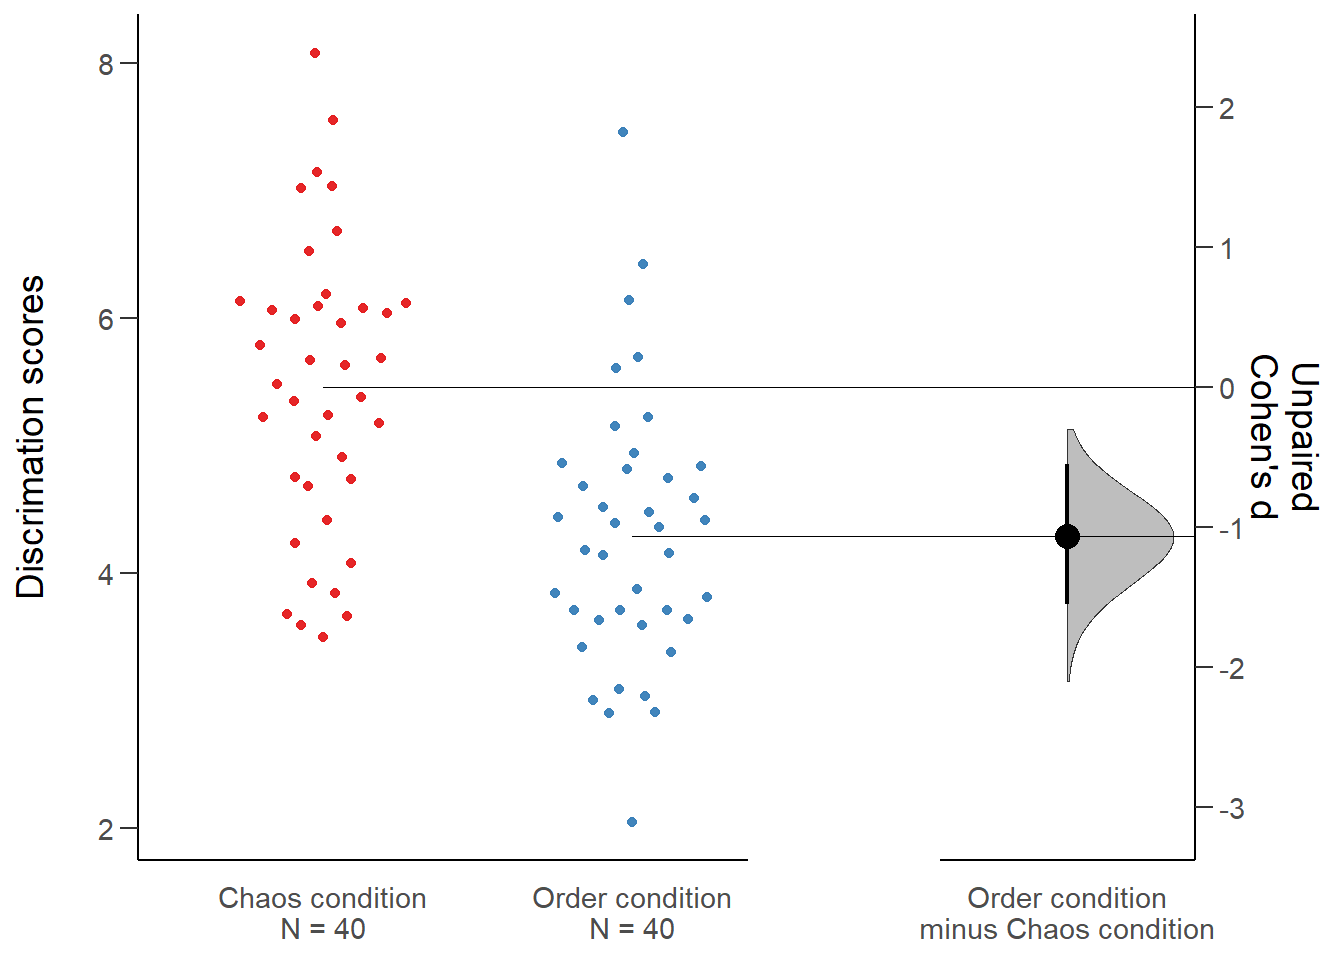 Discrimation scores
8
6
4
2
Chaos condition
N = 40
Order condition
N = 40
Order condition
minus Chaos condition
2
1
0
-1
-2
-3
Unpaired
Cohen's d